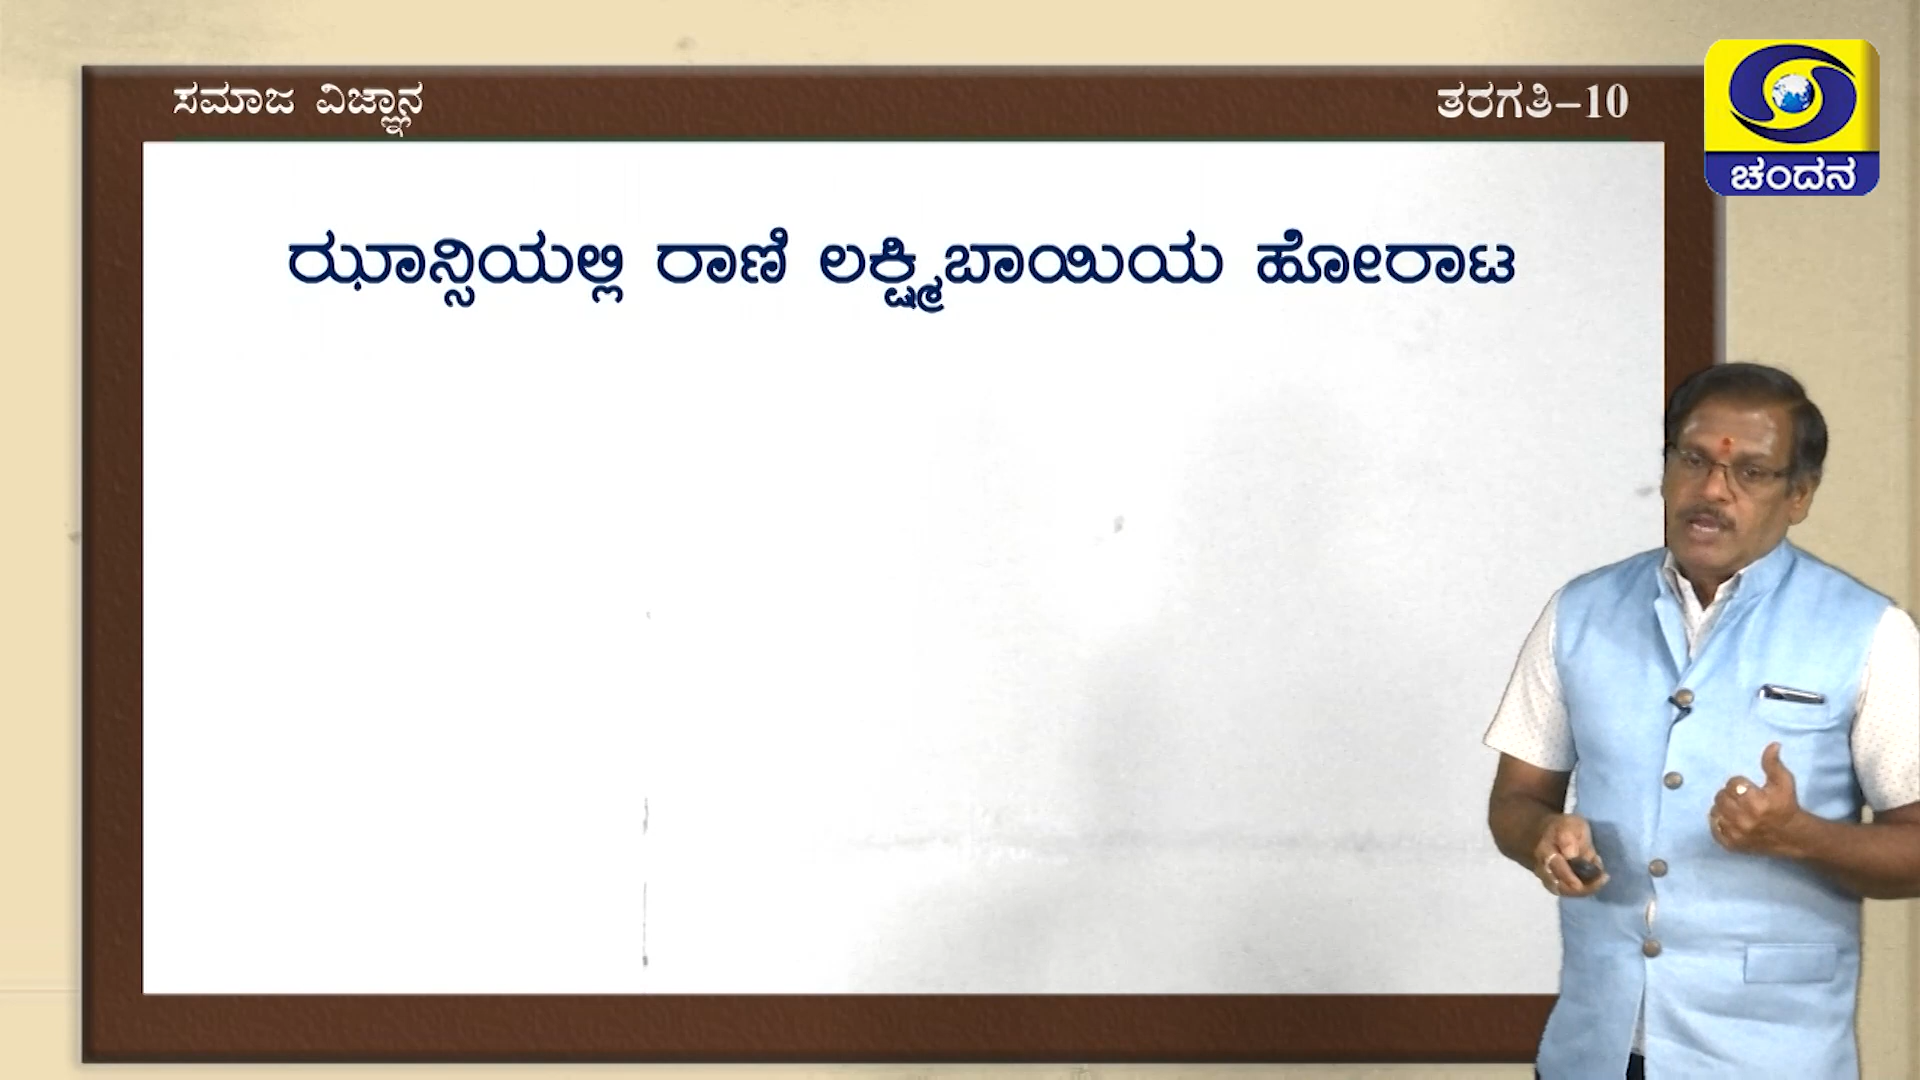 ಸಮಾಜ ವಿಜ್ಞಾನ
ತರಗತಿ-10
ಚಂದನ
ಝಾನ್ಸಿಯಲ್ಲಿ ರಾಣಿ ಲಕ್ಷ್ಮಿಬಾಯಿಯ ಹೋರಾಟ